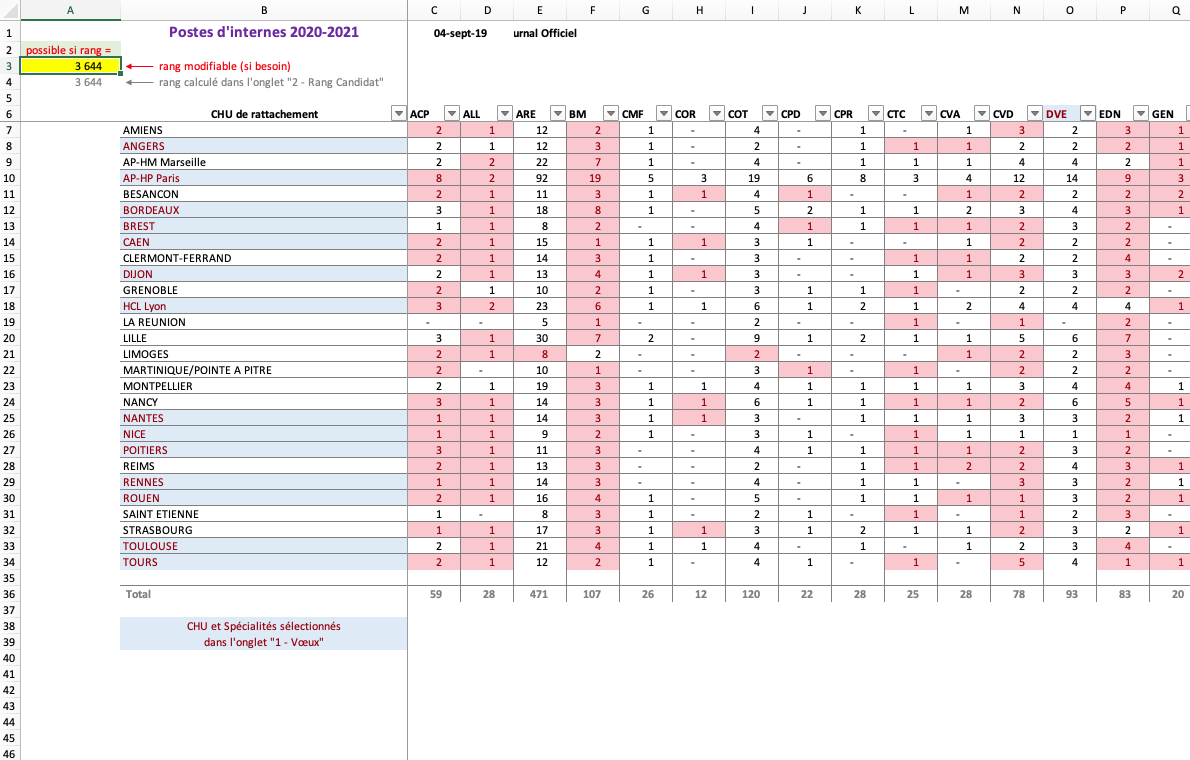 A B C D E F G H I J K L M N O P Q
1 Postes d'internes 2020-2021 04-sept-19 urnal Officiel
2 possible si rang =
3 3 644 rang modifiable (si besoin)
4 3 644 rang calculé dans l'onglet "2 - Rang Candidat"
5
6 CHU de rattachement ACP ALL ARE BM CMF COR COT CPD CPR CTC CVA CVD DVE EDN GEN
7 AMIENS 2 1 12 2 1 - 4 - 1 - 1 3 2 3 1
8 ANGERS 2 1 12 3 1 - 2 - 1 1 1 2 2 2 1
9 AP-HM Marseille 2 2 22 7 1 - 4 - 1 1 1 4 4 2 1
10 AP-HP Paris 8 2 92 19 5 3 19 6 8 3 4 12 14 9 3
11 BESANCON 2 1 11 3 1 1 4 1 - - 1 2 2 2 2
12 BORDEAUX 3 1 18 8 1 - 5 2 1 1 2 3 4 3 1
13 BREST 1 1 8 2 - - 4 1 1 1 1 2 3 2 -
14 CAEN 2 1 15 1 1 1 3 1 - - 1 2 2 2 -
15 CLERMONT-FERRAND 2 1 14 3 1 - 3 - - 1 1 2 2 4 -
16 DIJON 2 1 13 4 1 1 3 - - 1 1 3 3 3 2
17 GRENOBLE 2 1 10 2 1 - 3 1 1 1 - 2 2 2 -
18 HCL Lyon 3 2 23 6 1 1 6 1 2 1 2 4 4 4 1
19 LA REUNION - - 5 1 - - 2 - - 1 - 1 - 2 -
20 LILLE 3 1 30 7 2 - 9 1 2 1 1 5 6 7 -
21 LIMOGES 2 1 8 2 - - 2 - - - 1 2 2 3 -
22 MARTINIQUE/POINTE A PITRE 2 - 10 1 - - 3 1 - 1 - 2 2 2 -
23 MONTPELLIER 2 1 19 3 1 1 4 1 1 1 1 3 4 4 1
24 NANCY 3 1 14 3 1 1 6 1 1 1 1 2 6 5 1
25 NANTES 1 1 14 3 1 1 3 - 1 1 1 3 3 2 1
26 NICE 1 1 9 2 1 - 3 1 - 1 1 1 1 1 -
27 POITIERS 3 1 11 3 - - 4 1 1 1 1 2 3 2 -
28 REIMS 2 1 13 3 - - 2 - 1 1 2 2 4 3 1
29 RENNES 1 1 14 3 - - 4 - 1 1 - 3 3 2 1
30 ROUEN 2 1 16 4 1 - 5 - 1 1 1 1 3 2 1
31 SAINT ETIENNE 1 - 8 3 1 - 2 1 - 1 - 1 2 3 -
32 STRASBOURG 1 1 17 3 1 1 3 1 2 1 1 2 3 2 1
33 TOULOUSE 2 1 21 4 1 1 4 - 1 - 1 2 3 4 -
34 TOURS 2 1 12 2 1 - 4 1 - 1 - 5 4 1 1
35
36 Total 59 28 471 107 26 12 120 22 28 25 28 78 93 83 20
37
38 CHU et Spécialités sélectionnés
39 dans l'onglet "1 - Vœux"
40
41
42
43
44
45
46